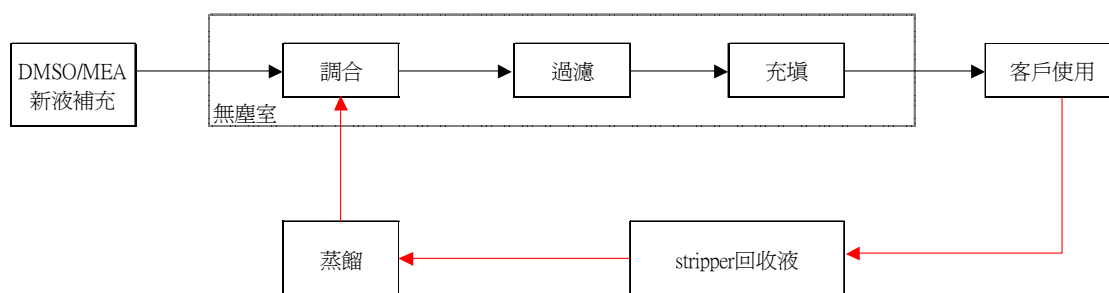 DMSO/MEA
新液補充
調合
過濾
充塡
客戶使用
無塵室
蒸餾
stripper回收液